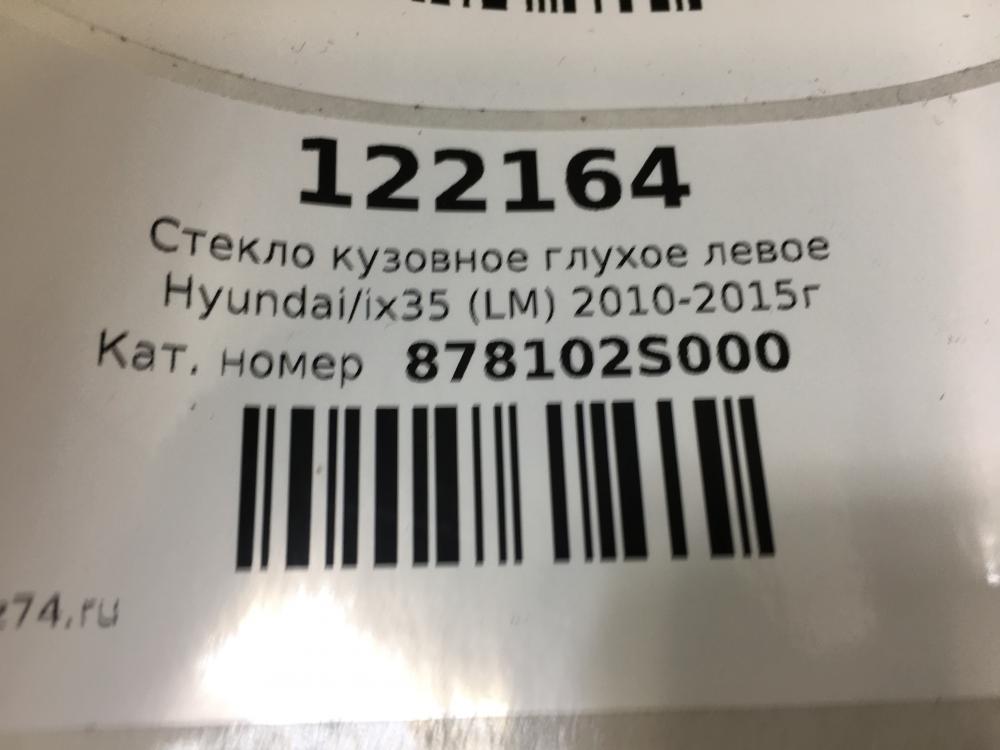 122164
Стекло кузовное глухое левое
Hyundai/ix35 (LM) 2010-2015г
Кат. номер 878102S000